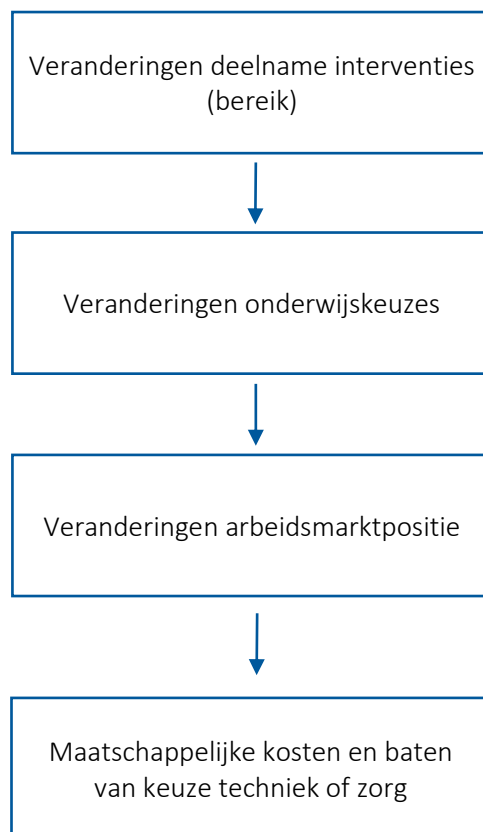 Veranderingen deelname interventies
(bereik)
Veranderingen onderwijskeuzes
Veranderingen arbeidsmarktpositie
Maatschappelijke kosten en baten
van keuze techniek of zorg